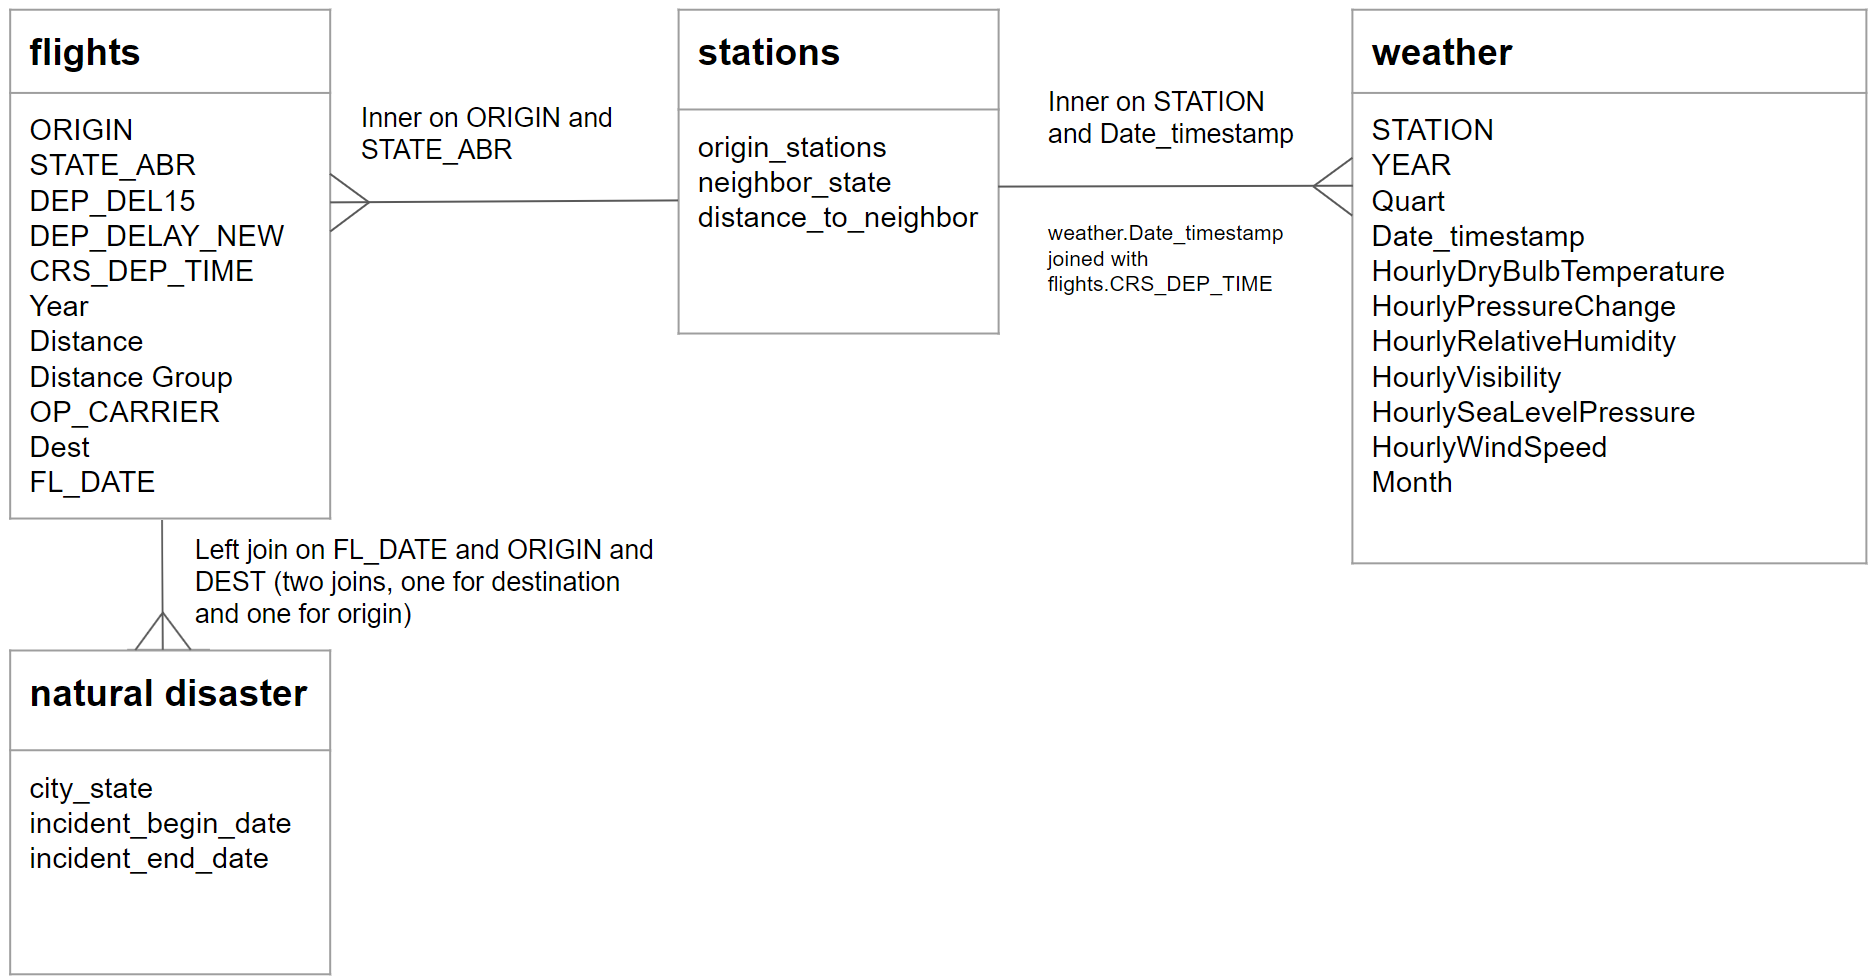 flights
ORIGIN
STATE_ABR
DEP_DEL15
DEP_DELAY_NEW
CRS_DEP_TIME
Year
Distance
Distance Group
OP_CARRIER
Dest
FL_DATE
Inner on ORIGIN and
STATE_ABR
stations
origin_stations
neighbor_state
distance_to_neighbor
Inner on STATION
and Date_timestamp
weather.Date_timestamp
joined with
flights.CRS_DEP_TIME
weather
STATION
YEAR
Quart
Date_timestamp
HourlyDryBulbTemperature
HourlyPressureChange
HourlyRelativeHumidity
HourlyVisibility
HourlySeaLevelPressure
HourlyWindSpeed
Month
Left join on FL_DATE and ORIGIN and
DEST (two joins, one for destination
and one for origin)
natural disaster
city_state
incident_begin_date
incident_end_date